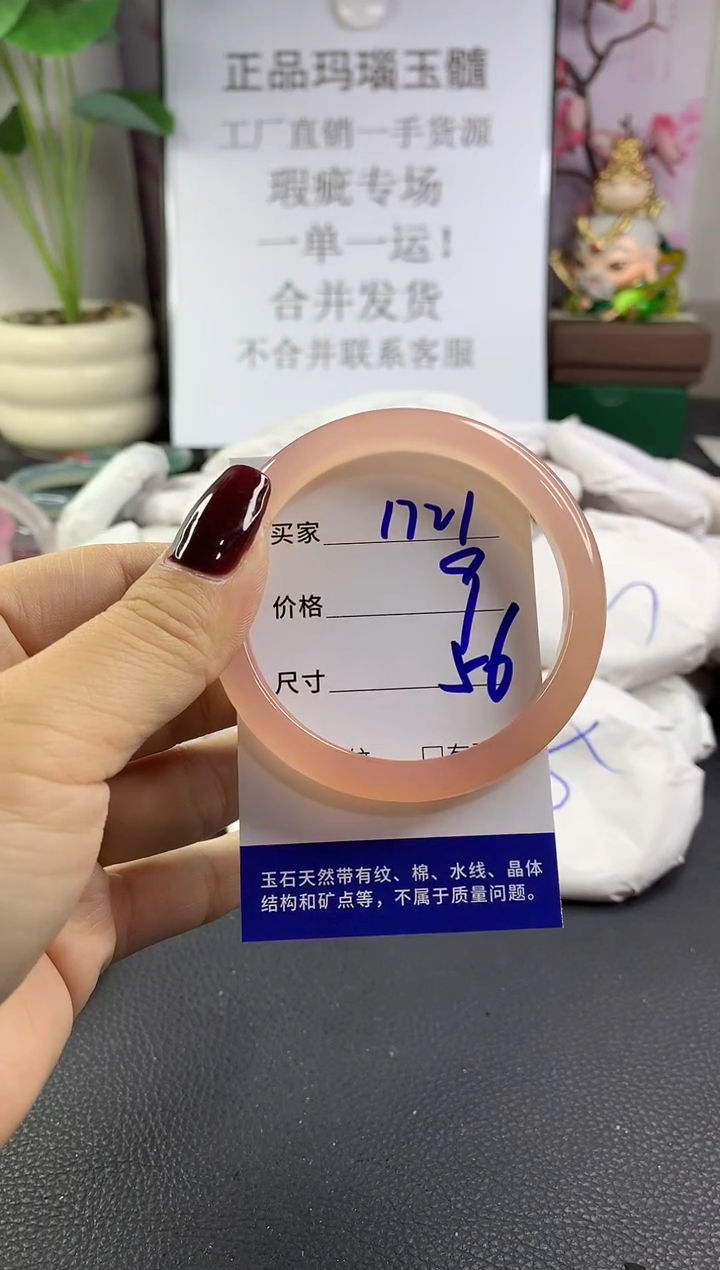 正品玛瑙玉髓
工厂直销一手货源
瑕疵专场
一单一运！
合并发货
不合并联系客服
买家 1721
价格 9
尺寸 56
玉石天然带有纹、棉、水线、晶体
结构和矿点等，不属于质量问题。